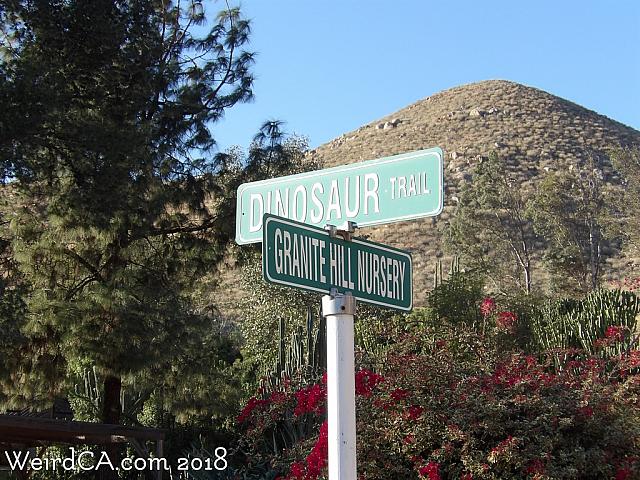 DINOSAUR TRAIL
GRANITE HILL NURSERY
WeirdCA.com 2018